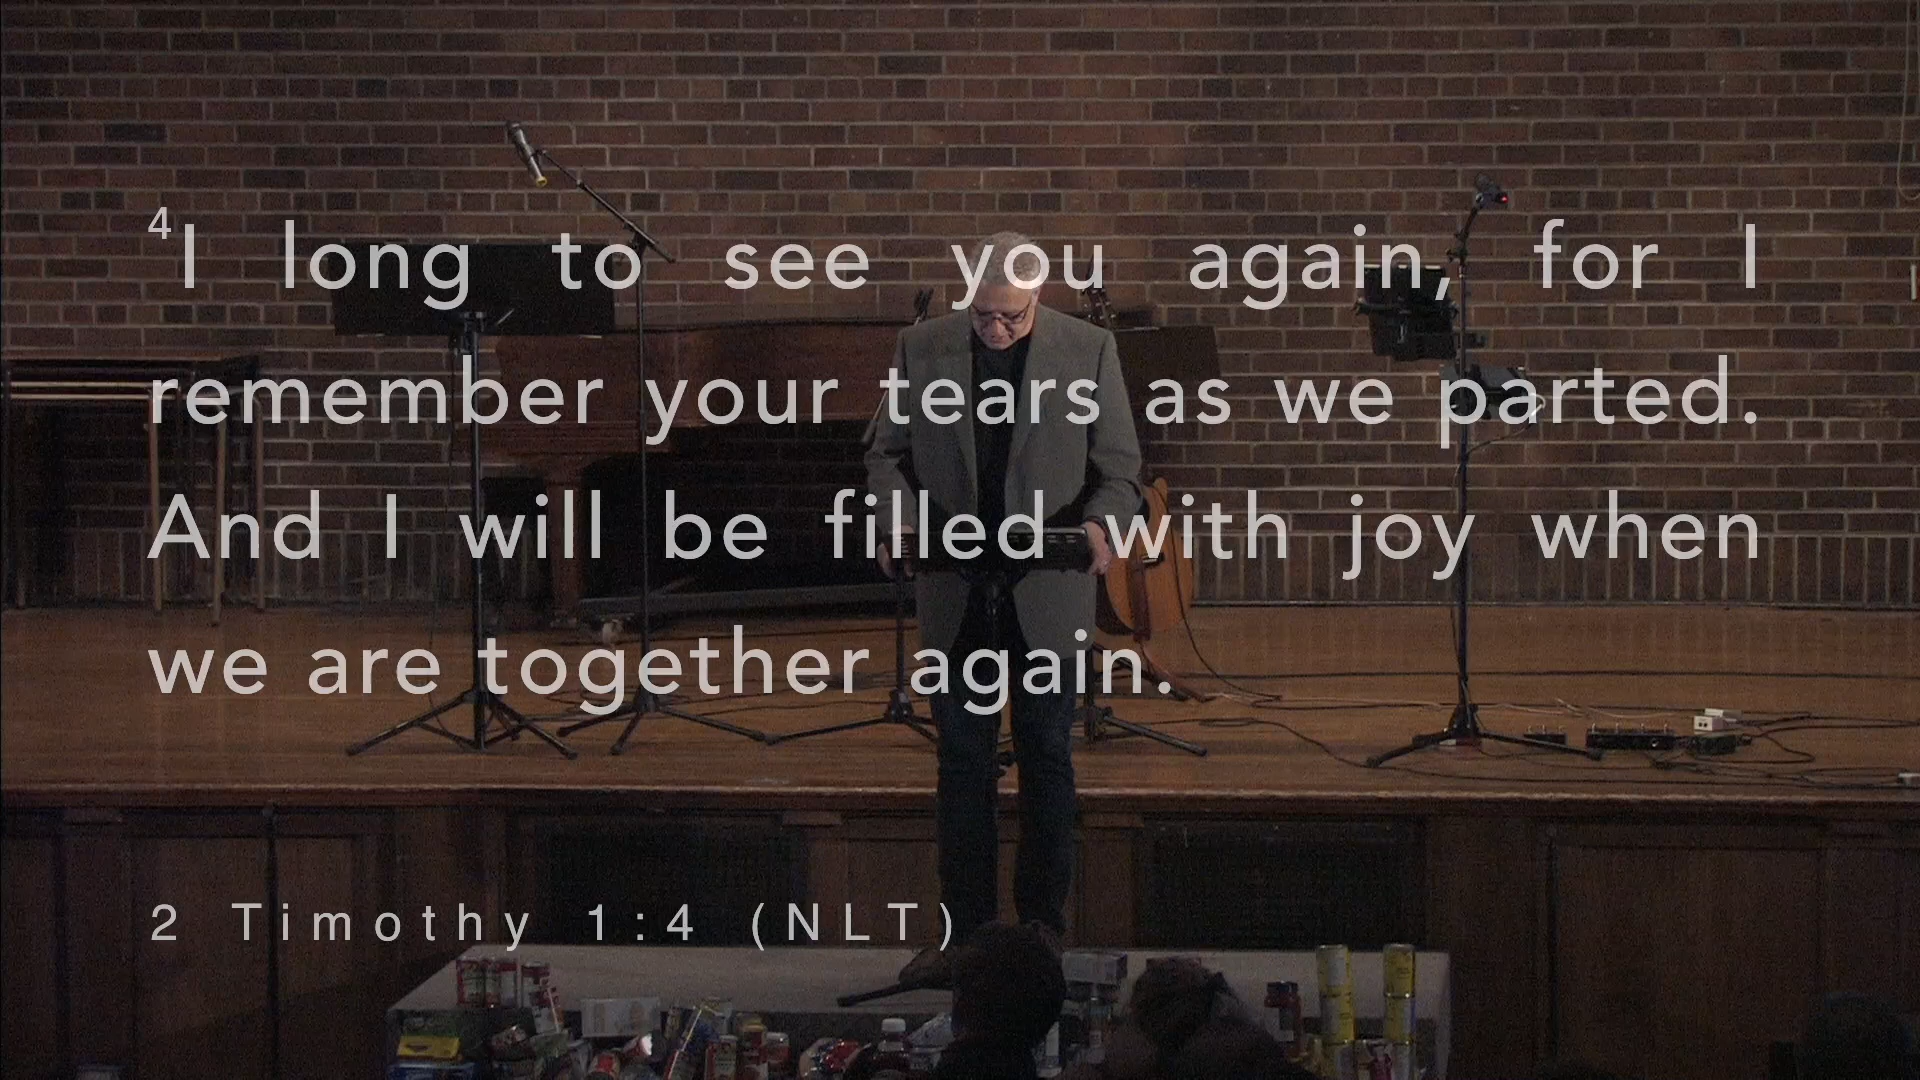 4I long to see you again, for I
remember your tears as we parted.
And I will be filled with joy when
we are together again.
2 Timothy 1:4 (NLT)